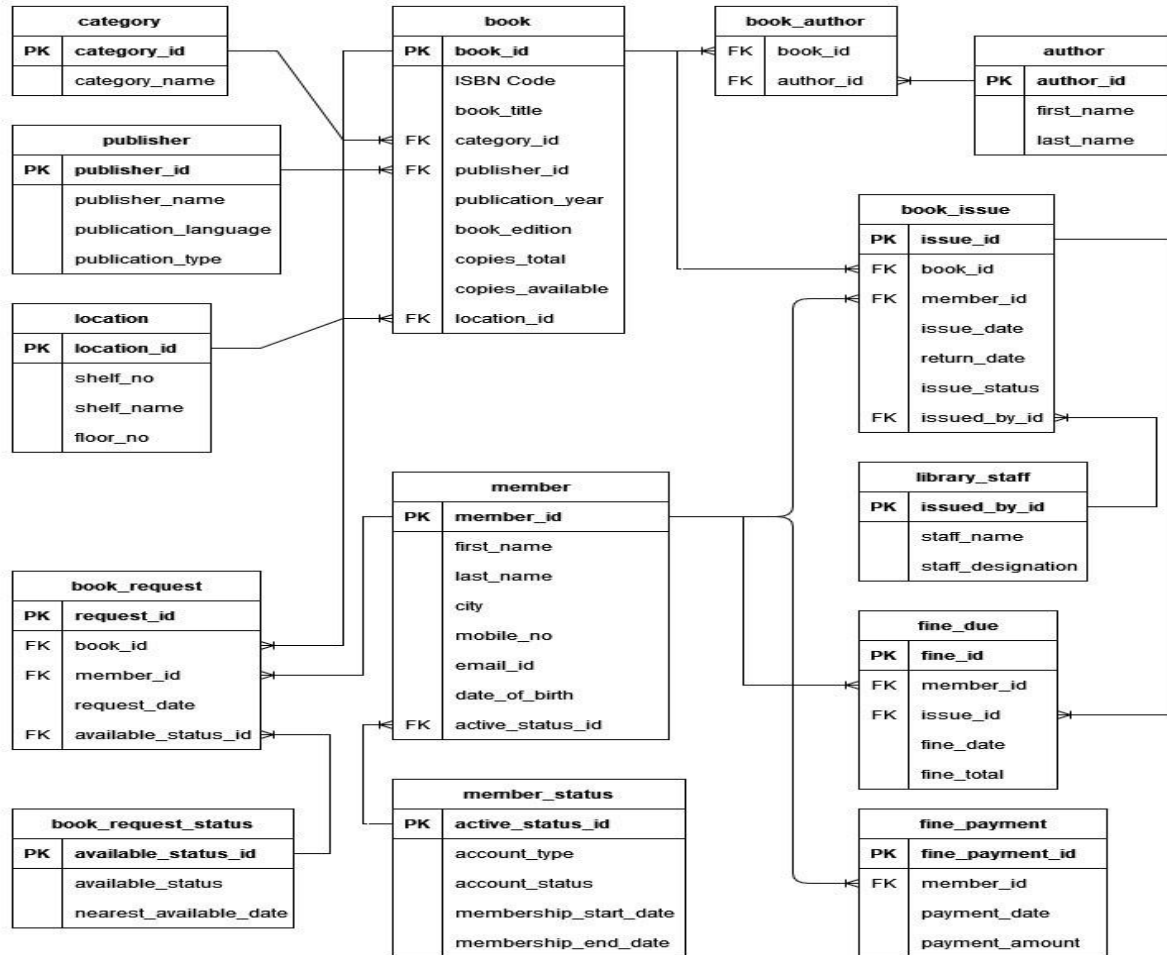 category
PK category_id
category_name
publisher
PK publisher_id
publisher_name
publication_language
publication_type
location
PK location_id
shelf_no
shelf_name
floor_no
book
PK book_id
ISBN Code
book_title
FK category_id
FK publisher_id
publication_year
book_edition
copies_total
copies_available
FK location_id
book_author
FK book_id
FK author_id
author
PK author_id
first_name
last_name
book_issue
PK issue_id
FK book_id
FK member_id
issue_date
return_date
issue_status
FK issued_by_id
library_staff
PK issued_by_id
staff_name
staff_designation
member
PK member_id
first_name
last_name
city
mobile_no
email_id
date_of_birth
FK active_status_id
book_request
PK request_id
FK book_id
FK member_id
request_date
FK available_status_id
fine_due
PK fine_id
FK member_id
FK issue_id
fine_date
fine_total
book_request_status
PK available_status_id
available_status
nearest_available_date
member_status
PK active_status_id
account_type
account_status
membership_start_date
membership_end_date
fine_payment
PK fine_payment_id
FK member_id
payment_date
payment_amount